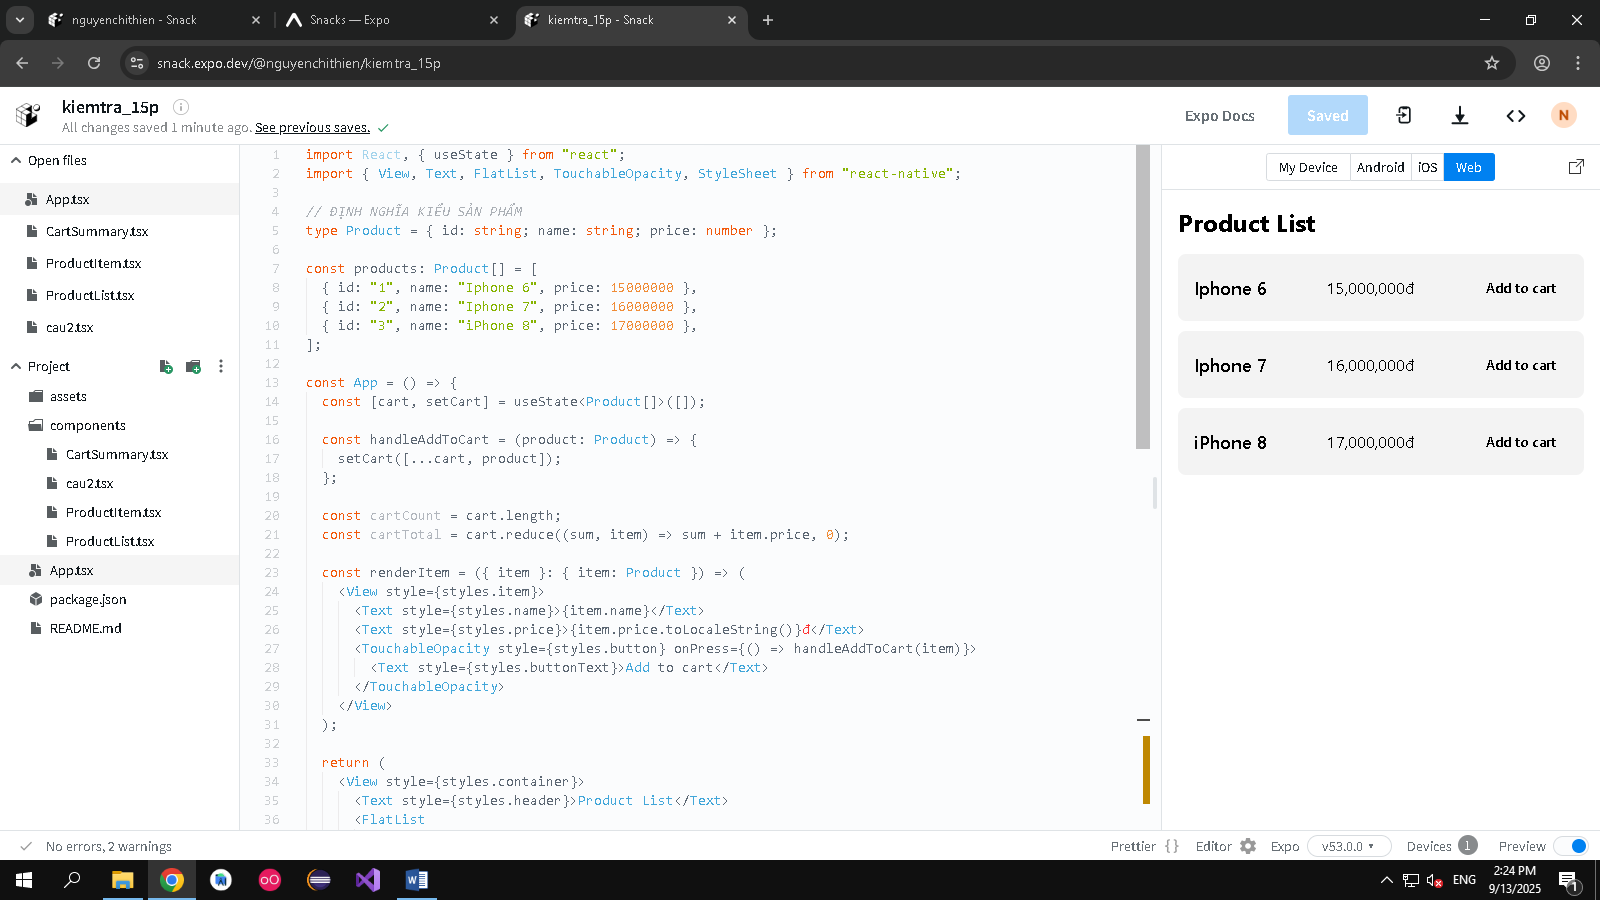 nguyenchithien - Snack
Snacks — Expo
kiemtra_15p - Snack
snack.expo.dev/@nguyenchithien/kiemtra_15p
kiemtra_15p
All changes saved 1 minute ago. See previous saves.
Expo Docs
Saved
N
Open files
App.tsx
CartSummary.tsx
ProductItem.tsx
ProductList.tsx
cau2.tsx
Project
assets
components
CartSummary.tsx
cau2.tsx
ProductItem.tsx
ProductList.tsx
App.tsx
package.json
README.md
1 import React, { useState } from "react";
2 import { View, Text, FlatList, TouchableOpacity, StyleSheet } from "react-native";
3
4 // ĐỊNH NGHĨA KIỂU SẢN PHẨM
5 type Product = { id: string; name: string; price: number };
6
7 const products: Product[] = [
8 { id: "1", name: "Iphone 6", price: 15000000 },
9 { id: "2", name: "Iphone 7", price: 16000000 },
10 { id: "3", name: "iPhone 8", price: 17000000 },
11 ];
12
13 const App = () => {
14 const [cart, setCart] = useState<Product[]>([]);
15
16 const handleAddToCart = (product: Product) => {
17 setCart([...cart, product]);
18 };
19
20 const cartCount = cart.length;
21 const cartTotal = cart.reduce((sum, item) => sum + item.price, 0);
22
23 const renderItem = ({ item }: { item: Product }) => (
24 <View style={styles.item}>
25 <Text style={styles.name}>{item.name}</Text>
26 <Text style={styles.price}>{item.price.toLocaleString()}đ</Text>
27 <TouchableOpacity style={styles.button} onPress={() => handleAddToCart(item)}>
28 <Text style={styles.buttonText}>Add to cart</Text>
29 </TouchableOpacity>
30 </View>
31 );
32
33 return (
34 <View style={styles.container}>
35 <Text style={styles.header}>Product List</Text>
36 <FlatList
My Device
Android
iOS
Web
Product List
Iphone 6 15,000,000đ Add to cart
Iphone 7 16,000,000đ Add to cart
iPhone 8 17,000,000đ Add to cart
No errors, 2 warnings
Prettier { }
Editor
Expo
v53.0.0
Devices 1
Preview
ENG
2:24 PM
9/13/2025
1